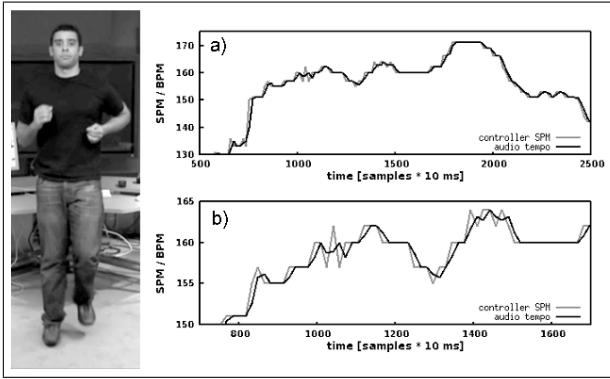 a)
SPM / BPM
170
160
150
140
130
controller SPM
audio tempo
500
1000
1500
2000
2500
time [samples * 10 ms]
b)
SPM / BPM
165
160
155
150
controller SPM
audio tempo
800
1000
1200
1400
1600
time [samples * 10 ms]